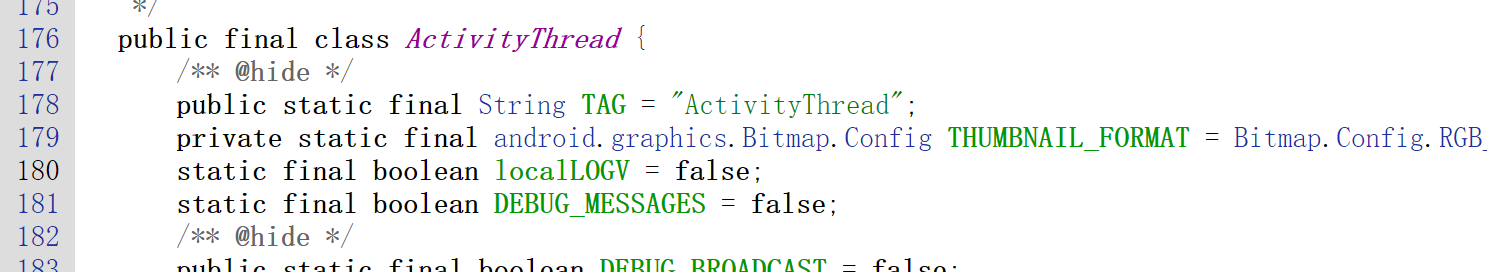 175 */
176 public final class ActivityThread {
177 /** @hide */
178 public static final String TAG = "ActivityThread";
179 private static final android.graphics.Bitmap.Config THUMBNAIL_FORMAT = Bitmap.Config.RGB_
180 static final boolean localLOGV = false;
181 static final boolean DEBUG_MESSAGES = false;
182 /** @hide */
183 public static final boolean DEBUG_BROADCAST = false;